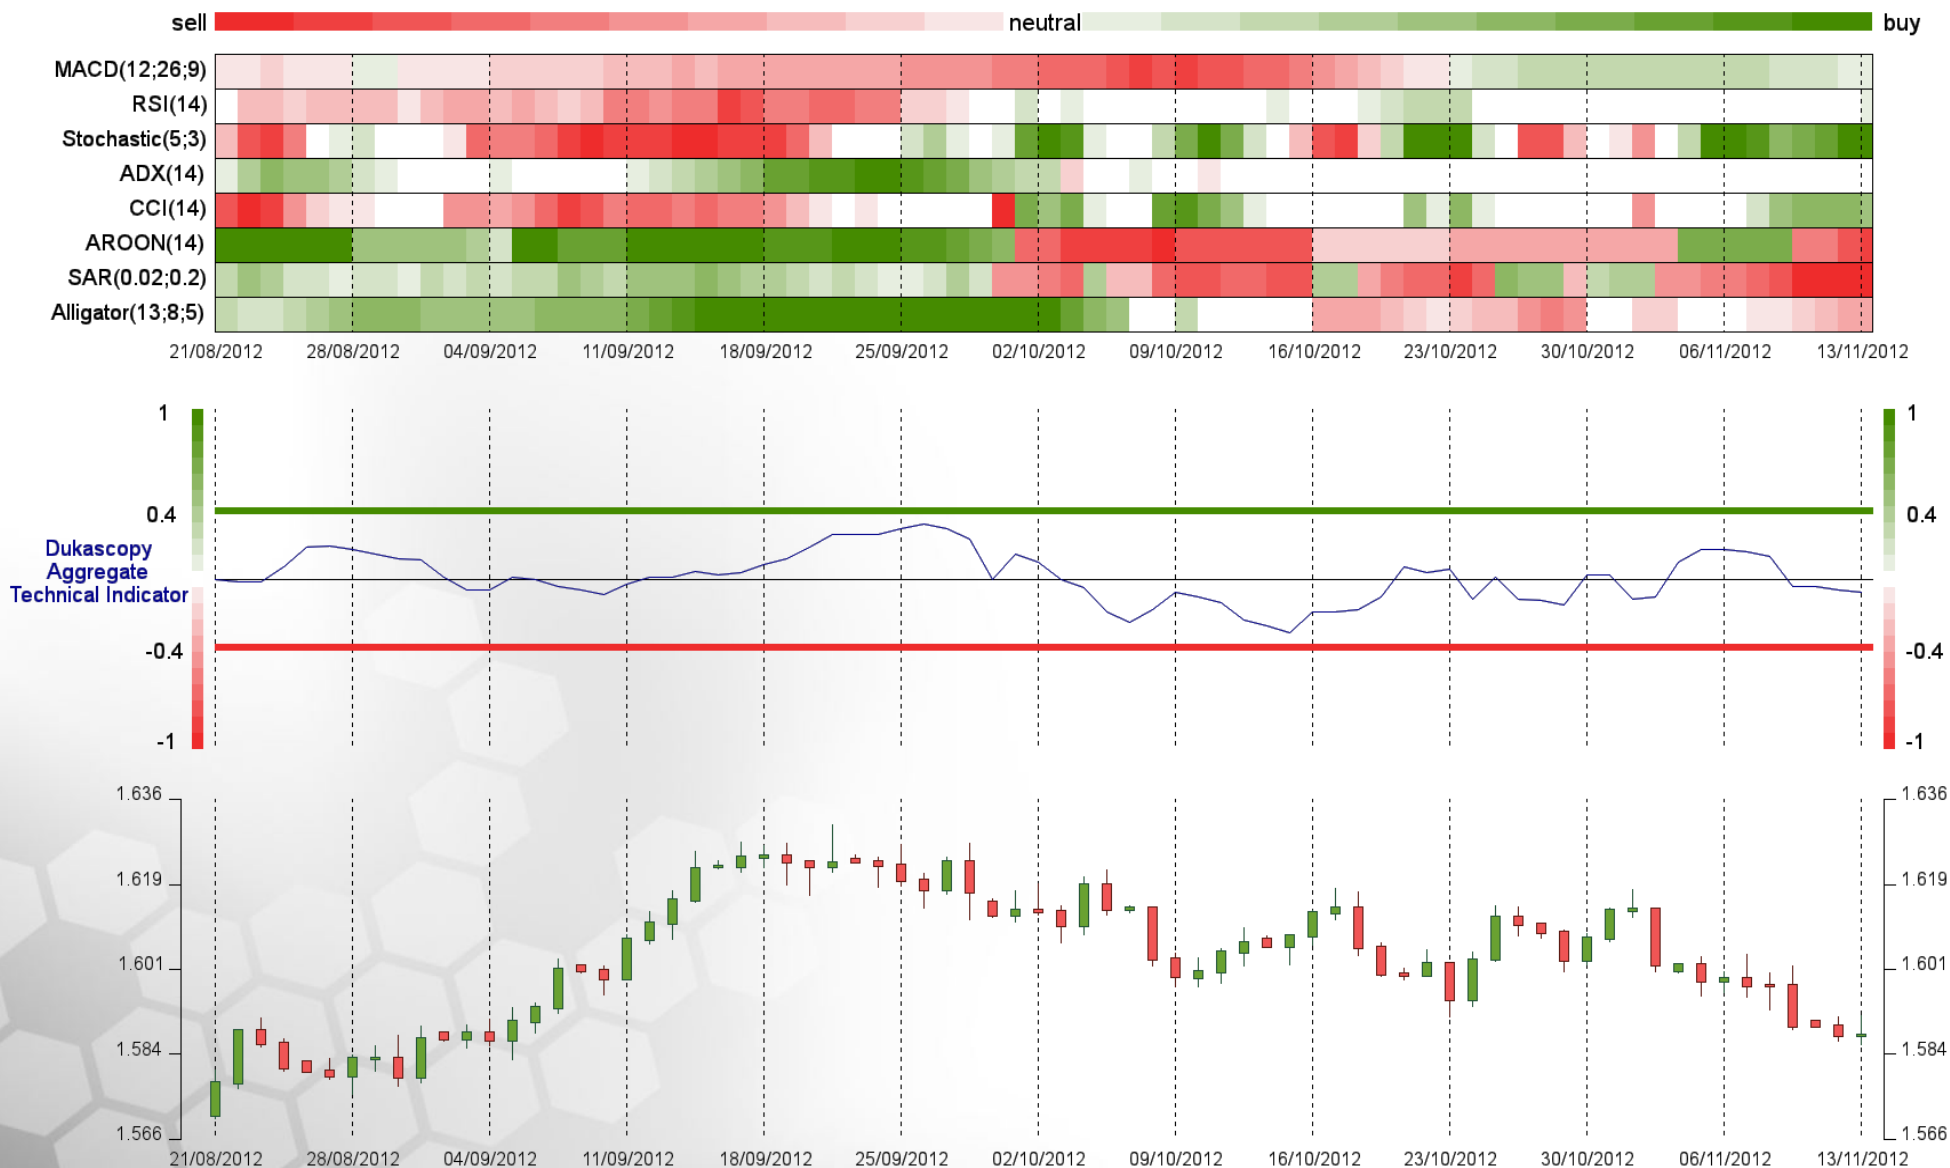 sell neutral buy
MACD(12;26;9)
RSI(14)
Stochastic(5;3)
ADX(14)
CCI(14)
AROON(14)
SAR(0.02;0.2)
Alligator(13;8;5)
21/08/2012 28/08/2012 04/09/2012 11/09/2012 18/09/2012 25/09/2012 02/10/2012 09/10/2012 16/10/2012 23/10/2012 30/10/2012 06/11/2012 13/11/2012
1 1
0.4 0.4
Dukascopy
Aggregate
Technical Indicator
-0.4 -0.4
-1 -1
1.636 1.636
1.619 1.619
1.601 1.601
1.584 1.584
1.566 1.566
21/08/2012 28/08/2012 04/09/2012 11/09/2012 18/09/2012 25/09/2012 02/10/2012 09/10/2012 16/10/2012 23/10/2012 30/10/2012 06/11/2012 13/11/2012